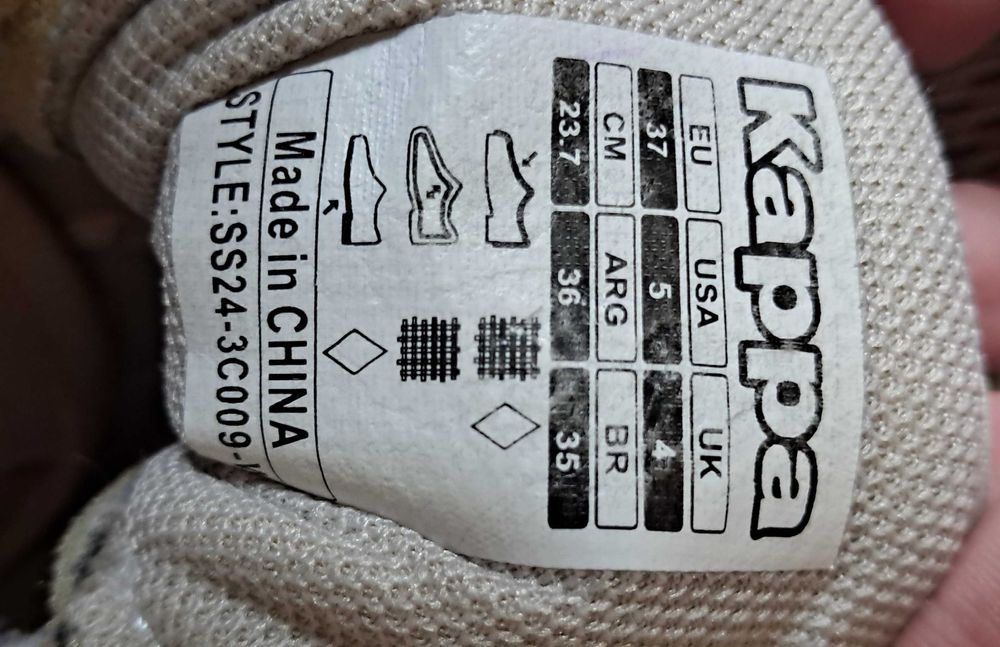 Kappa
EU USA UK
37 5 4
CM ARG BR
23.7 36 35
Made in CHINA
STYLE:SS24-3C009-